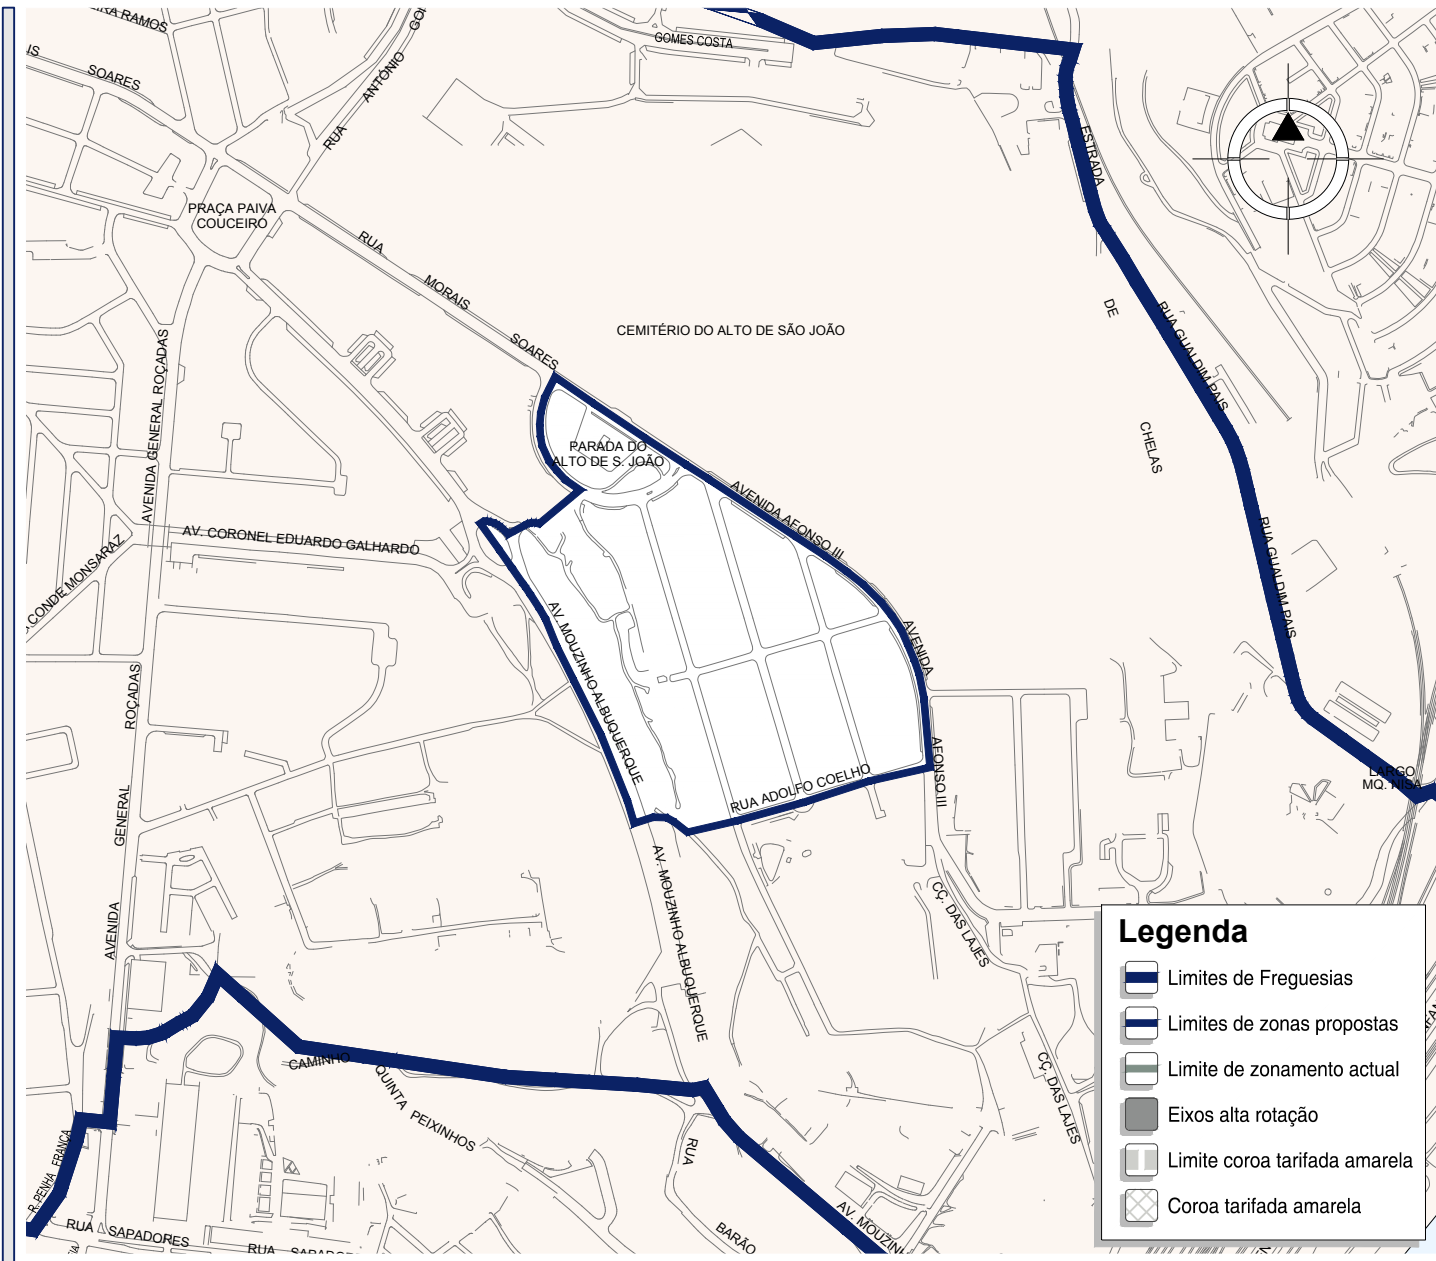 RA RAMOS
SOARES
RUA
ANTÓNIO
GOMES COSTA
ESTRADA
DE
CHELAS
PRAÇA PAIVA
COUCEIRO
RUA
MORAIS
SOARES
CEMITÉRIO DO ALTO DE SÃO JOÃO
RUA GUALDIM PAIS
RUA GUALDIM PAIS
AVENIDA GENERAL ROÇADAS
PARADA DO
ALTO DE S. JOÃO
AVENIDA AFONSO III
AV. CORONEL EDUARDO GALHARDO
CONDE MONSARAZ
AV. MOUZINHO ALBUQUERQUE
AVENIDA
AFONSO III
ROÇADAS
GENERAL
AVENIDA
RUA ADOLFO COELHO
LARGO
MQ. NISA
AV. MOUZINHO ALBUQUERQUE
CÇ. DAS LAJES
CÇ. DAS LAJES
CAMINHO
QUINTA PEIXINHOS
R. PENHA FRANÇA
RUA SAPADORES
RUA SAPADORES
RUA
BARÃO
AV. MOUZIN
Legenda
Limites de Freguesias
Limites de zonas propostas
Limite de zonamento actual
Eixos alta rotação
Limite coroa tarifada amarela
Coroa tarifada amarela